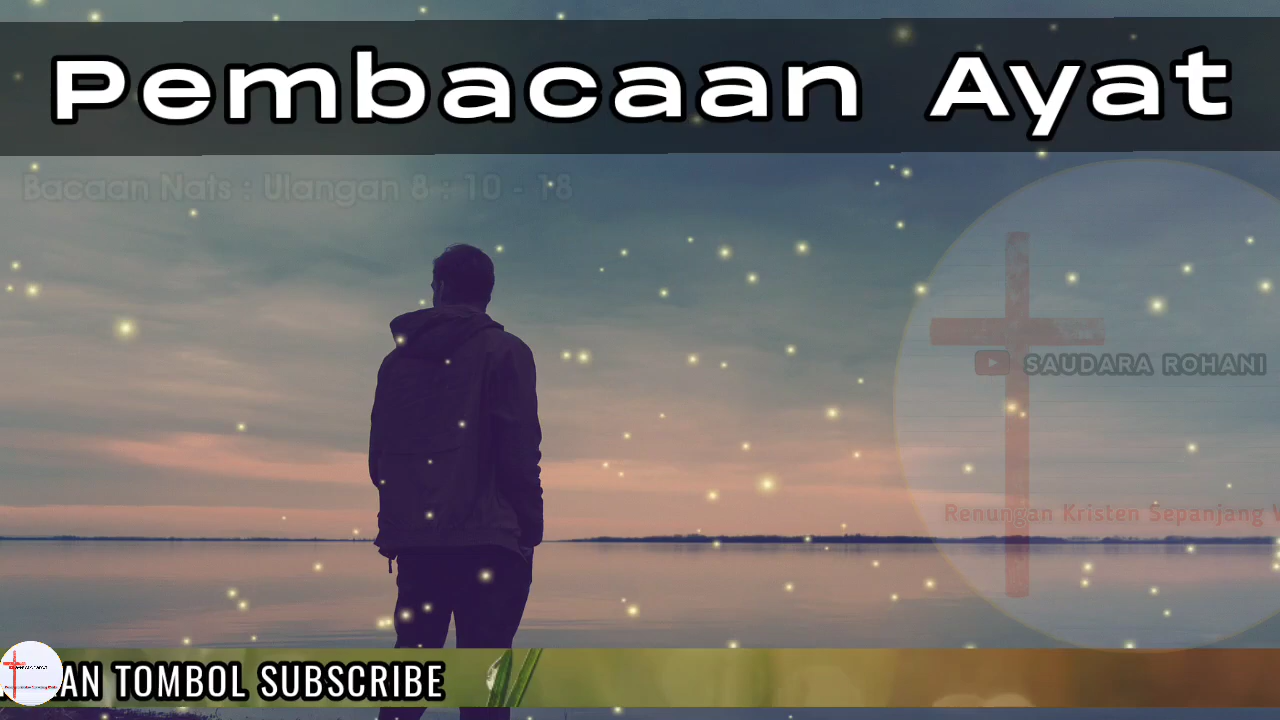 Pembacaan Ayat
Bacaan Nats : Ulangan 8 : 10 - 18
SAUDARA ROHANI
Renungan Kristen Sepanjang
AN TOMBOL SUBSCRIBE